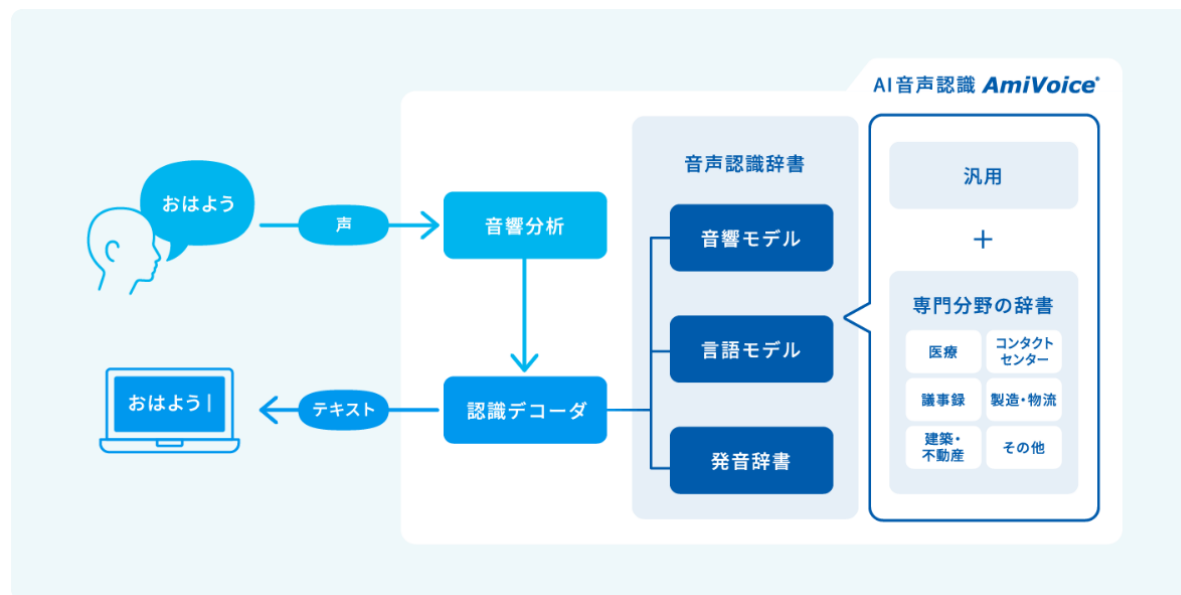 AI音声認識 AmiVoice®
おはよう
声
音響分析
音声認識辞書
音響モデル
言語モデル
発音辞書
汎用
+
専門分野の辞書
医療
コンタクト
センター
議事録
製造・物流
建築・
不動産
その他
おはよう|
テキスト
認識デコーダ